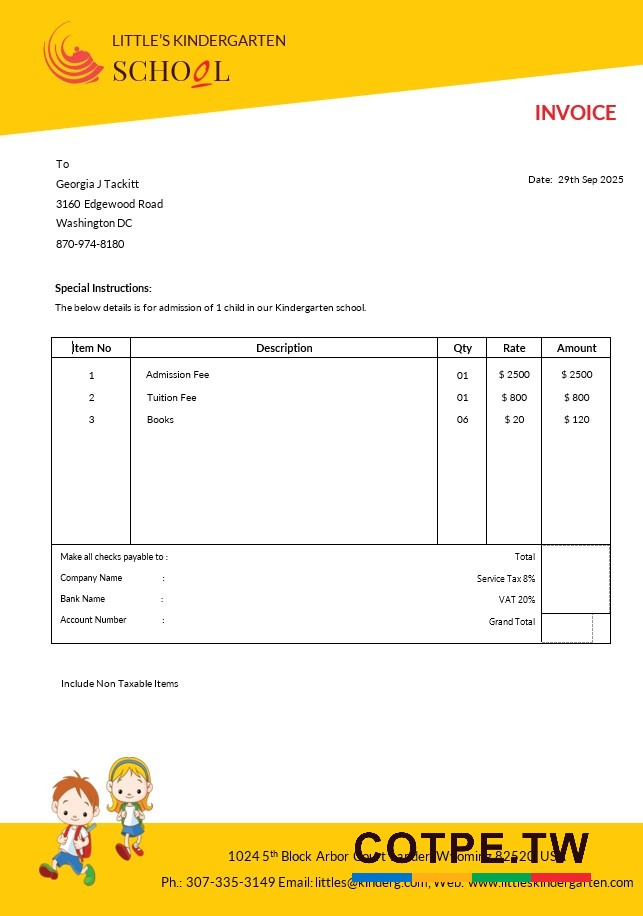 LITTLE'S KINDERGARTEN
SCHOOL
INVOICE
To
Georgia J Tackitt
3160 Edgewood Road
Washington DC
870-974-8180
Date: 29th Sep 2025
Special Instructions:
The below details is for admission of 1 child in our Kindergarten school.
Item No Description Qty Rate Amount
1 Admission Fee 01 $ 2500 $ 2500
2 Tuition Fee 01 $ 800 $ 800
3 Books 06 $ 20 $ 120
Make all checks payable to : Total
Company Name : Service Tax 8%
Bank Name : VAT 20%
Account Number : Grand Total
Include Non Taxable Items
COTPE.TW
1024 5th Block Arbor Court Lander, Wyoming 82520, USA.
Ph.: 307-335-3149 Email: littles@kinderg.com, Web: www.littleskindergarten.com